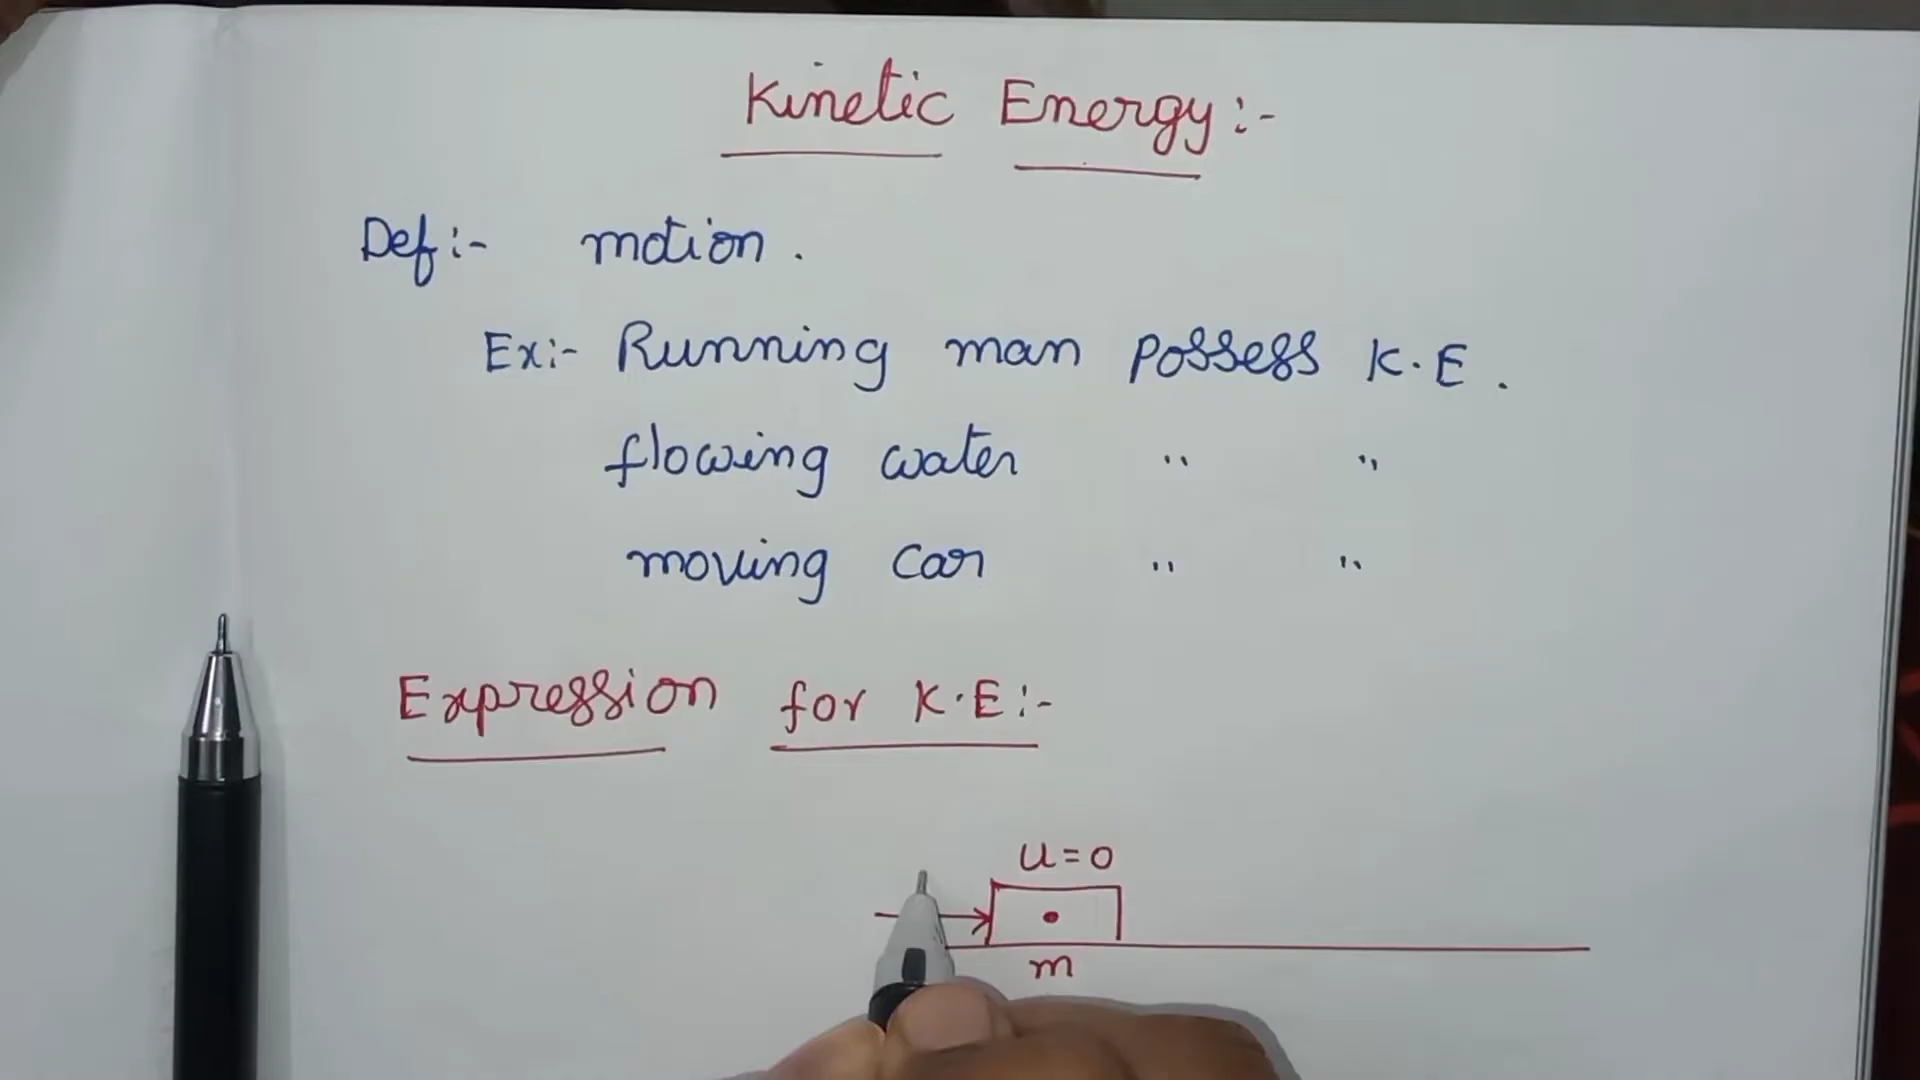 Kinetic Energy:-
Def:- motion.
Ex:- Running man possess K.E.
flowing water " "
moving car " "
Expression for K.E:-
u=0
m